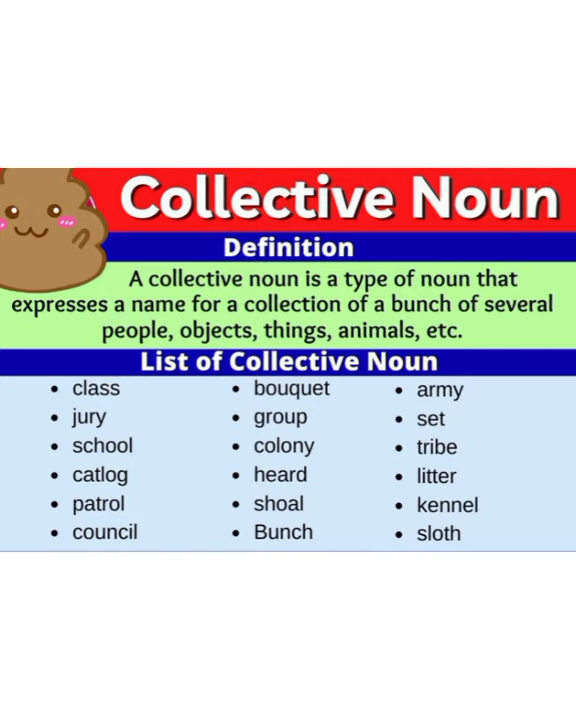 Collective Noun
Definition
A collective noun is a type of noun that
expresses a name for a collection of a bunch of several
people, objects, things, animals, etc.
List of Collective Noun
class
jury
school
catlog
patrol
council
bouquet
group
colony
heard
shoal
Bunch
army
set
tribe
litter
kennel
sloth